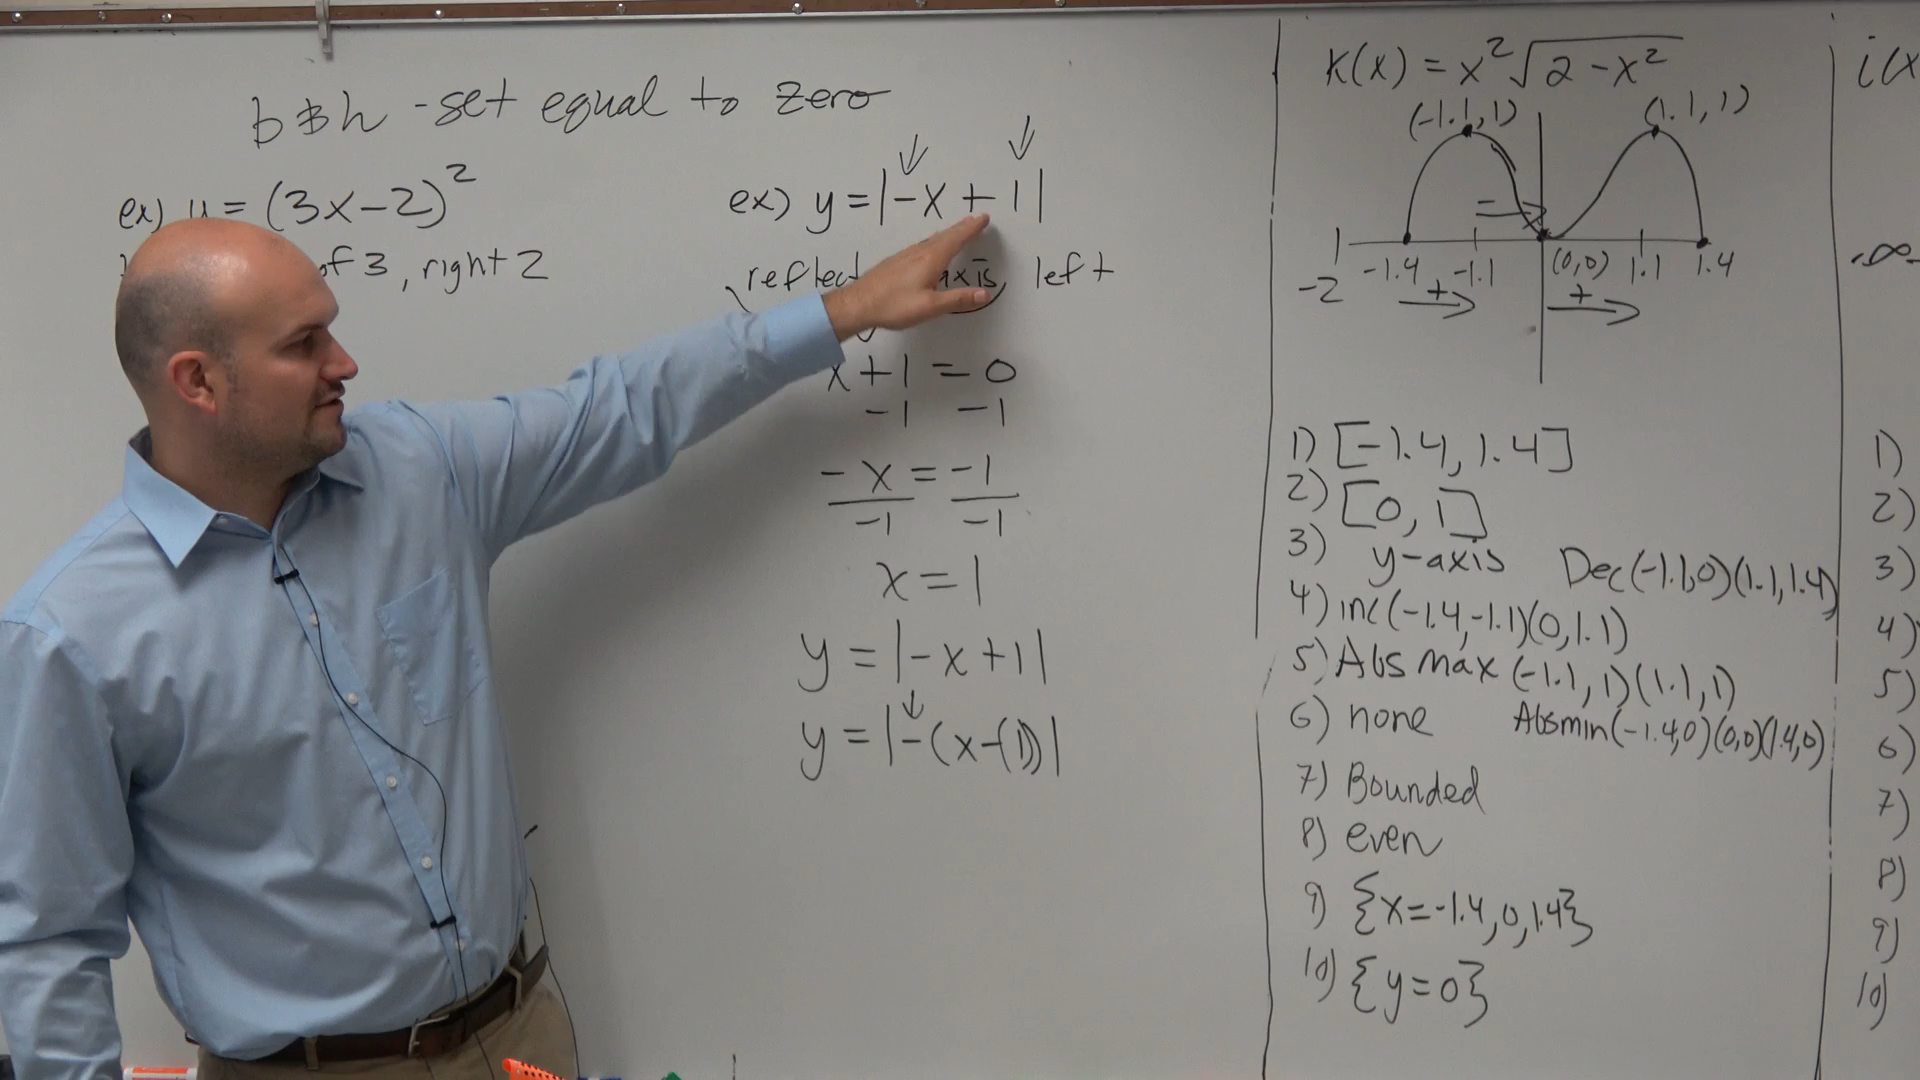 b & h - set equal to zero
ex) y = (3x-2)²
of 3, right 2
ex) y = |-x + 1|
reflect axis, left
x + 1 = 0
-1 -1
-x = -1
-1 -1
x = 1
y = |-x + 1|
y = |-(x-(1))|
K(x) = x²√2-x²
(-1.1, 1) (1.1, 1)
-2 -1.4 -1.1 (0,0) 1.1 1.4
+ +
1) [-1.4, 1.4]
2) [0, 1]
3) y-axis Dec(-1.1,0)(1.1,1.4)
4) inc(-1.4,-1.1)(0,1.1)
5) Abs max (-1.1, 1)(1.1, 1)
6) none Absmin(-1.4,0)(0,0)(1.4,0)
7) Bounded
8) even
9) {x=-1.4,0,1.4}
10) {y=0}
i(x
-∞
1)
2)
3)
4)
5)
6)
7)
8)
9)
10)